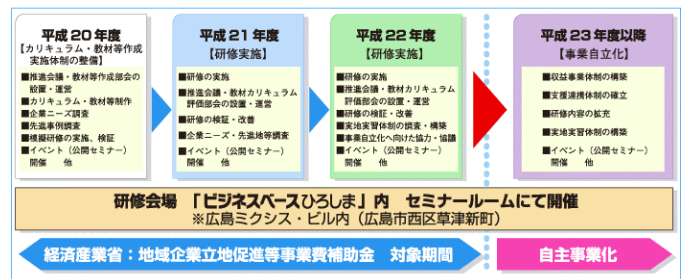 平成20年度
【カリキュラム・教材等作成
実施体制の整備】
■推進会議・教材等作成部会の
設置・運営
■カリキュラム・教材等制作
■企業ニーズ調査
■先進事例調査
■模擬研修の実施、検証
■イベント（公開セミナー）
開催　他
平成21年度
【研修実施】
■研修の実施
■推進会議・教材カリキュラム
評価部会の設置・運営
■研修の検証・改善
■企業ニーズ・先進地等調査
■イベント（公開セミナー）
開催　他
平成22年度
【研修実施】
■研修の実施
■推進会議・教材カリキュラム
評価部会の設置・運営
■研修の検証・改善
■実地実習体制の調査・構築
■事業自立化へ向けた協力・協議
■イベント（公開セミナー）
開催　他
平成23年度以降
【事業自立化】
■収益事業体制の構築
■支援連携体制の確立
■研修内容の拡充
■実地実習体制の構築
■イベント（公開セミナー）
開催　他
研修会場　「ビジネスベースひろしま」内　セミナールームにて開催
※広島ミクシス・ビル内（広島市西区草津新町）
経済産業省：地域企業立地促進等事業費補助金　対象期間
自主事業化